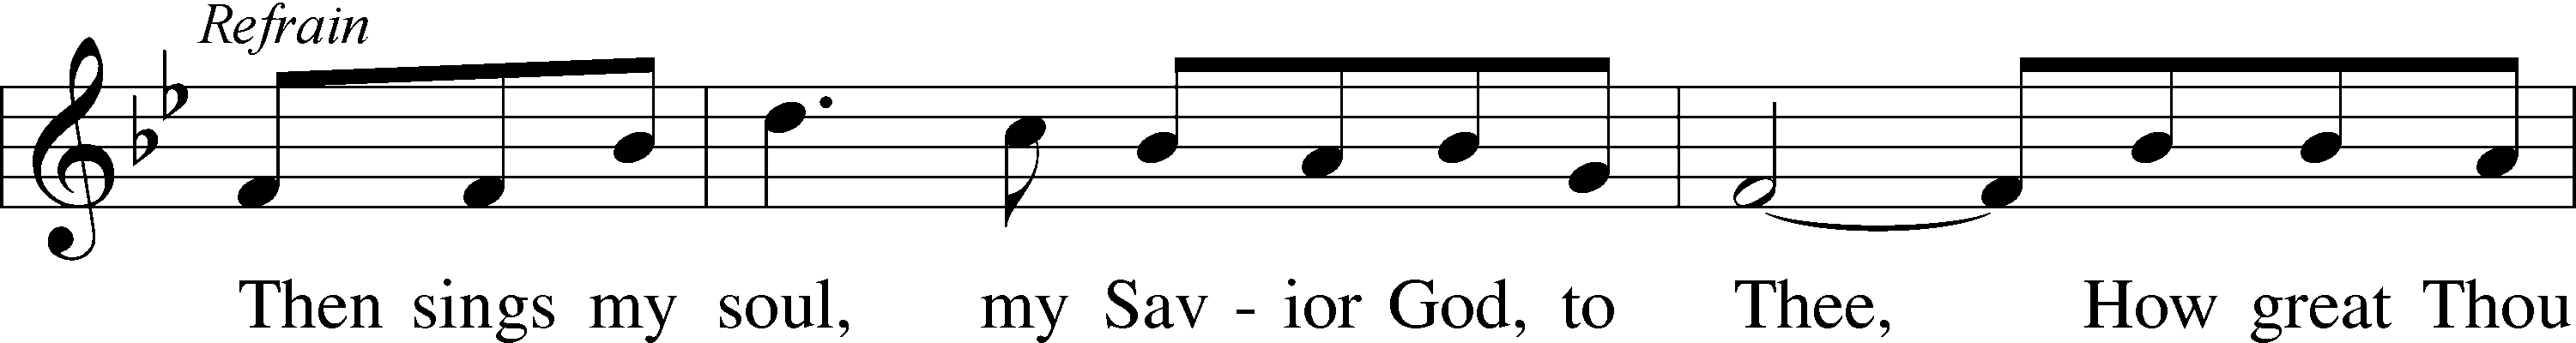 Refrain
Then sings my soul, my Sav - ior God, to Thee, How great Thou